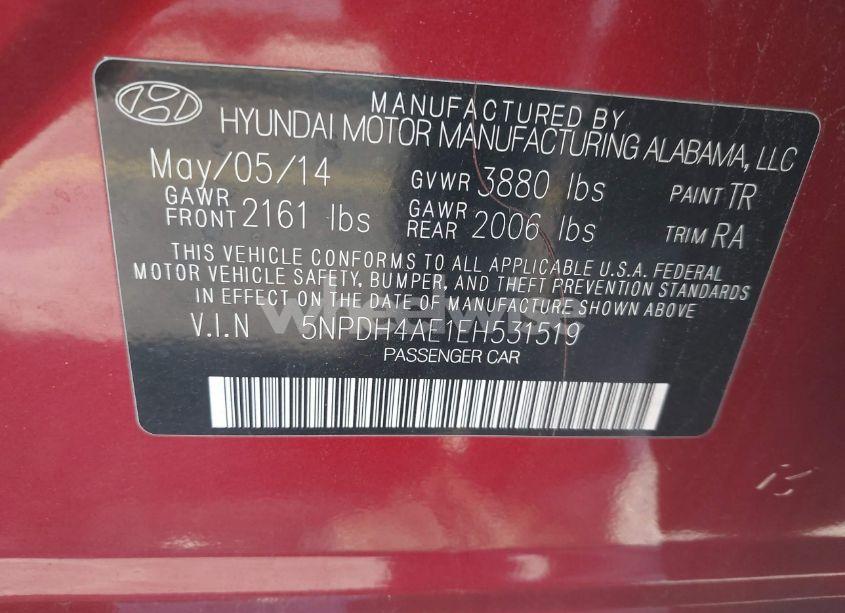 MANUFACTURED BY
HYUNDAI MOTOR MANUFACTURING ALABAMA, LLC
May/05/14 GVWR 3880 lbs PAINT TR
GAWR FRONT 2161 lbs GAWR REAR 2006 lbs TRIM RA
THIS VEHICLE CONFORMS TO ALL APPLICABLE U.S.A. FEDERAL
MOTOR VEHICLE SAFETY, BUMPER, AND THEFT PREVENTION STANDARDS
IN EFFECT ON THE DATE OF MANUFACTURE SHOWN ABOVE
V.I.N 5NPDH4AE1EH531519
PASSENGER CAR